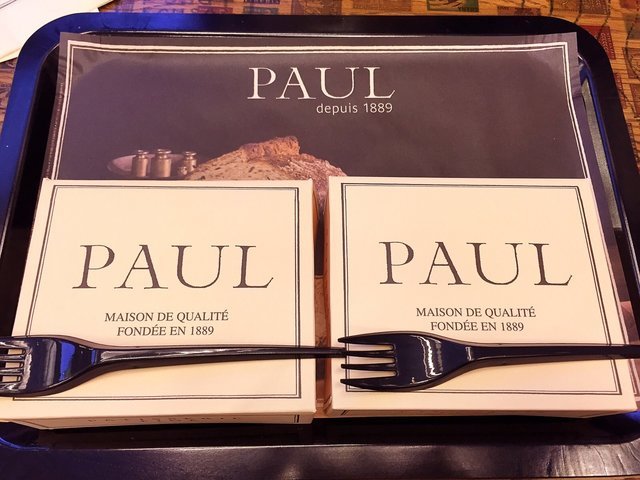 PAUL
depuis 1889
PAUL
MAISON DE QUALITÉ
FONDÉE EN 1889
PAUL
MAISON DE QUALITÉ
FONDÉE EN 1889